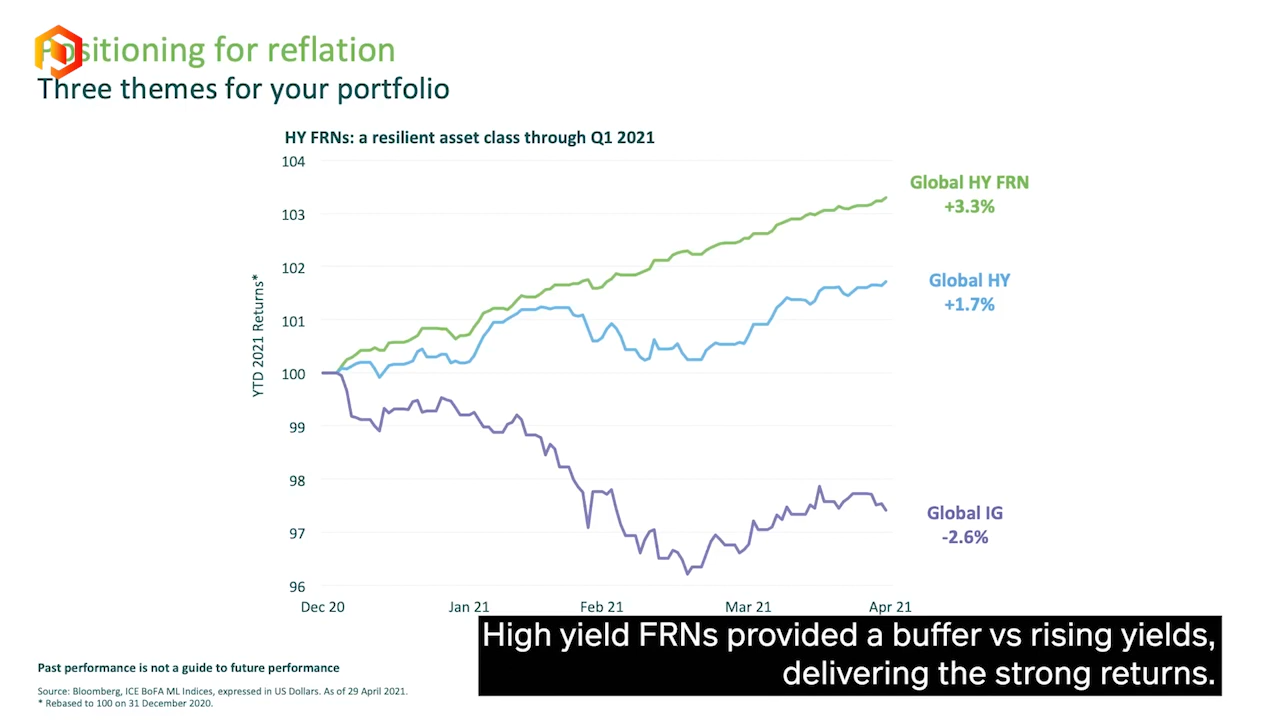 Positioning for reflation
Three themes for your portfolio
HY FRNs: a resilient asset class through Q1 2021
104
103
102
101
100
99
98
97
96
YTD 2021 Returns*
Dec 20
Jan 21
Feb 21
Mar 21
Apr 21
Global HY FRN
+3.3%
Global HY
+1.7%
Global IG
-2.6%
High yield FRNs provided a buffer vs rising yields,
delivering the strong returns.
Past performance is not a guide to future performance
Source: Bloomberg, ICE BoFA ML Indices, expressed in US Dollars. As of 29 April 2021.
* Rebased to 100 on 31 December 2020.